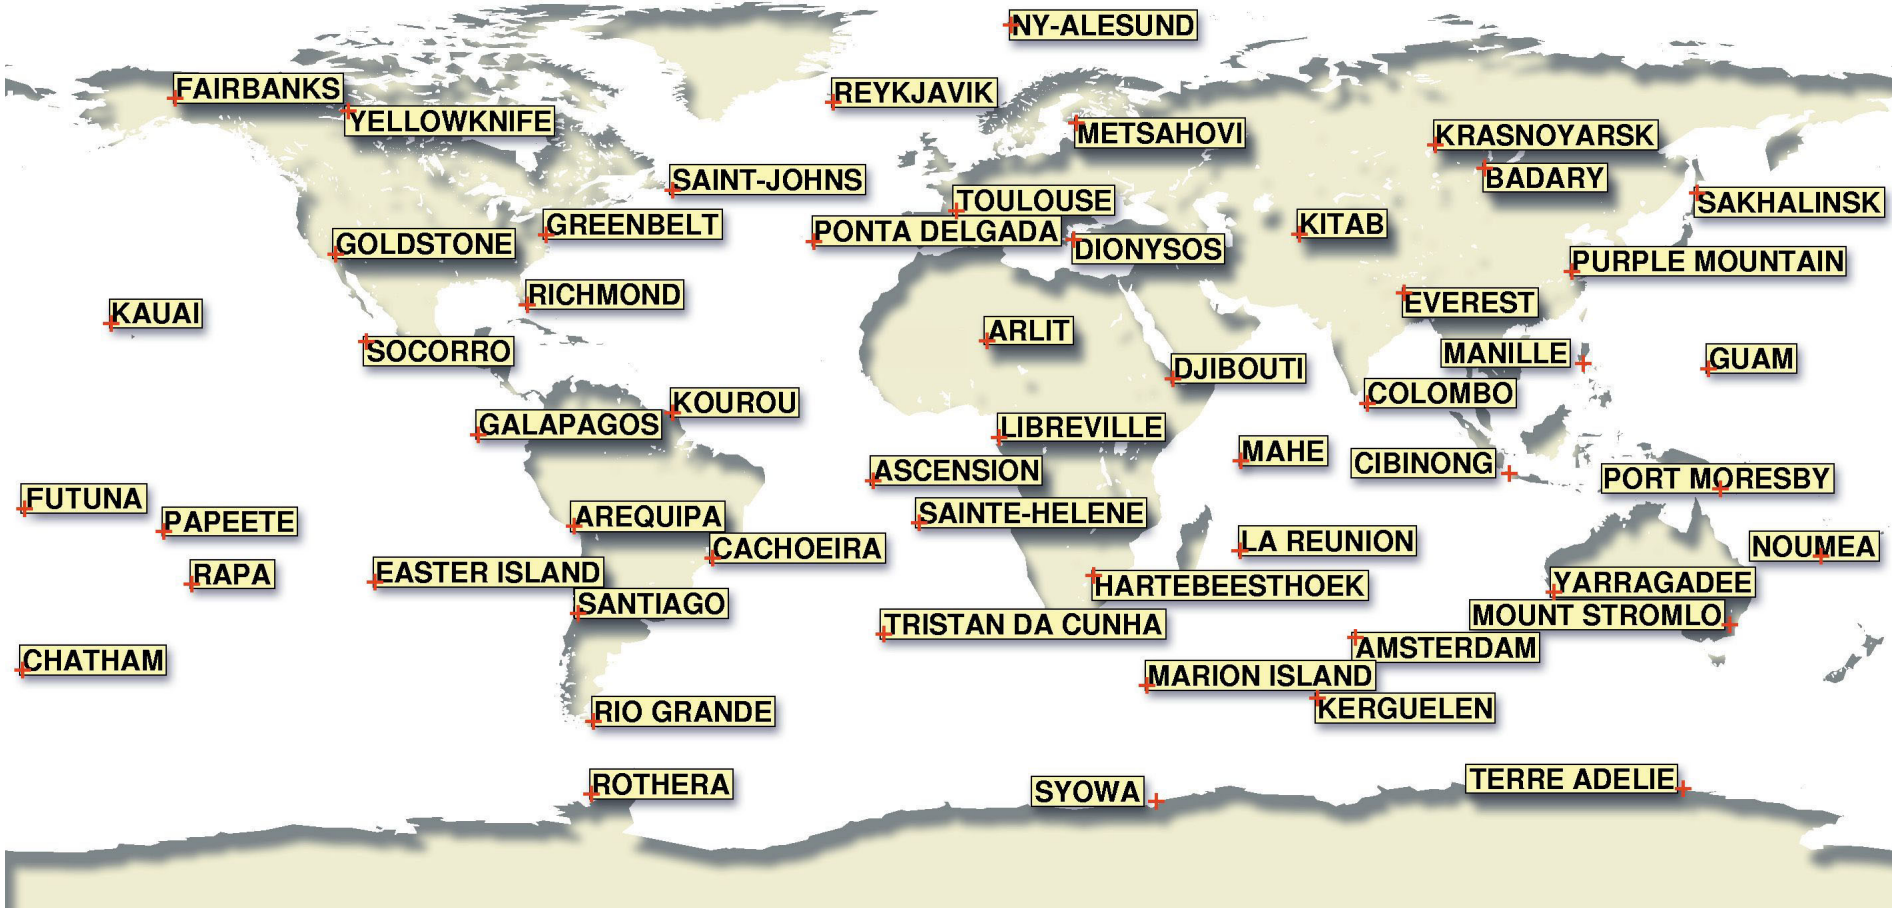 NY-ALESUND
FAIRBANKS
REYKJAVIK
YELLOWKNIFE
METSAHOVI
KRASNOYARSK
SAINT-JOHNS
BADARY
TOULOUSE
SAKHALINSK
GREENBELT
PONTA DELGADA
KITAB
GOLDSTONE
DIONYSOS
PURPLE MOUNTAIN
RICHMOND
EVEREST
KAUAI
ARLIT
SOCORRO
MANILLE
GUAM
DJIBOUTI
COLOMBO
KOUROU
GALAPAGOS
LIBREVILLE
MAHE
CIBINONG
ASCENSION
PORT MORESBY
FUTUNA
PAPEETE
AREQUIPA
SAINTE-HELENE
CACHOEIRA
LA REUNION
NOUMEA
RAPA
EASTER ISLAND
HARTEBEESTHOEK
YARRAGADEE
SANTIAGO
MOUNT STROMLO
TRISTAN DA CUNHA
AMSTERDAM
CHATHAM
MARION ISLAND
KERGUELEN
RIO GRANDE
ROTHERA
SYOWA
TERRE ADELIE